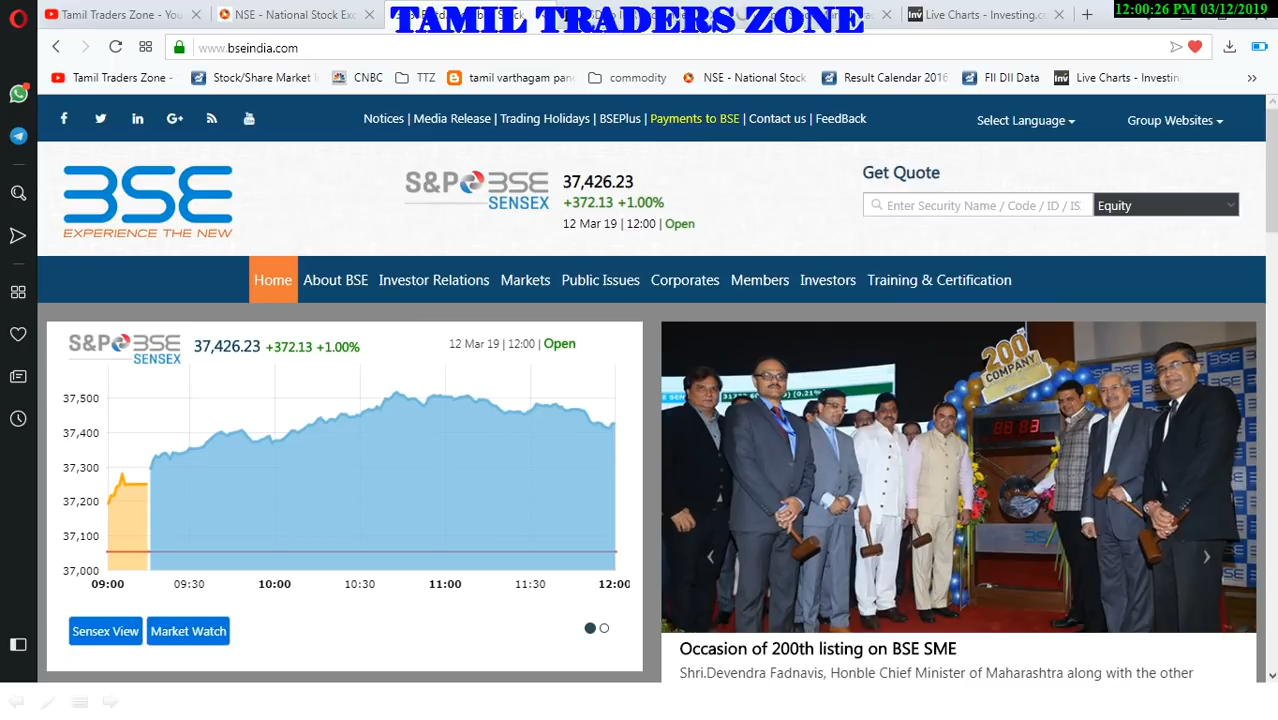 Tamil Traders Zone - You
NSE - National Stock Exc
TAMIL TRADERS ZONE
Live Charts - Investing.co
12:00:26 PM 03/12/2019
www.bseindia.com
Tamil Traders Zone -
Stock/Share Market
CNBC
TTZ
tamil varthagam pan
commodity
NSE - National Stock
Result Calendar 2016
FII DII Data
Live Charts - Investin
Notices | Media Release | Trading Holidays | BSEPlus | Payments to BSE | Contact us | FeedBack
Select Language
Group Websites
BSE
EXPERIENCE THE NEW
S&P BSE
SENSEX
37,426.23
+372.13 +1.00%
12 Mar 19 | 12:00 | Open
Get Quote
Enter Security Name / Code / ID / IS
Equity
Home About BSE Investor Relations Markets Public Issues Corporates Members Investors Training & Certification
S&P BSE
SENSEX
37,426.23 +372.13 +1.00%
12 Mar 19 | 12:00 | Open
37,500
37,400
37,300
37,200
37,100
37,000
09:00 09:30 10:00 10:30 11:00 11:30 12:00
Sensex View
Market Watch
200th
COMPANY
Occasion of 200th listing on BSE SME
Shri.Devendra Fadnavis, Honble Chief Minister of Maharashtra along with the other